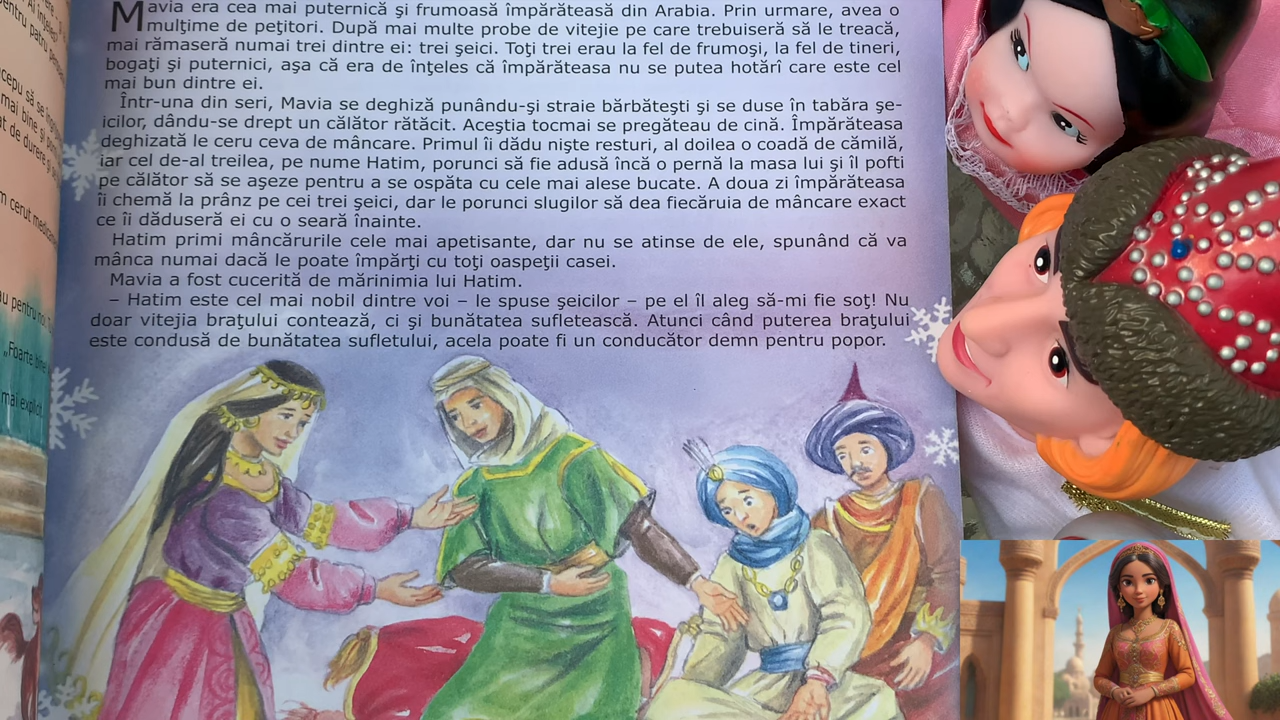 Mavia era cea mai puternică şi frumoasă împărăteasă din Arabia. Prin urmare, avea o
mulţime de peţitori. După mai multe probe de vitejie pe care trebuiseră să le treacă,
mai rămaseră numai trei dintre ei: trei şeici. Toţi trei erau la fel de frumoşi, la fel de tineri,
bogaţi şi puternici, aşa că era de înţeles că împărăteasa nu se putea hotărî care este cel
mai bun dintre ei.
Într-una din seri, Mavia se deghiză punându-şi straie bărbăteşti şi se duse în tabăra şe-
icilor, dându-se drept un călător rătăcit. Aceştia tocmai se pregăteau de cină. Împărăteasa
deghizată le ceru ceva de mâncare. Primul îi dădu nişte resturi, al doilea o coadă de cămilă,
iar cel de-al treilea, pe nume Hatim, porunci să fie adusă încă o pernă la masa lui şi îl pofti
pe călător să se aşeze pentru a se ospăta cu cele mai alese bucate. A doua zi împărăteasa
îi chemă la prânz pe cei trei şeici, dar le porunci slugilor să dea fiecăruia de mâncare exact
ce îi dăduseră ei cu o seară înainte.
Hatim primi mâncărurile cele mai apetisante, dar nu se atinse de ele, spunând că va
mânca numai dacă le poate împărţi cu toţi oaspeţii casei.
Mavia a fost cucerită de mărinimia lui Hatim.
– Hatim este cel mai nobil dintre voi – le spuse şeicilor – pe el îl aleg să-mi fie soţ! Nu
doar vitejia braţului contează, ci şi bunătatea sufletească. Atunci când puterea braţului
este condusă de bunătatea sufletului, acela poate fi un conducător demn pentru popor.